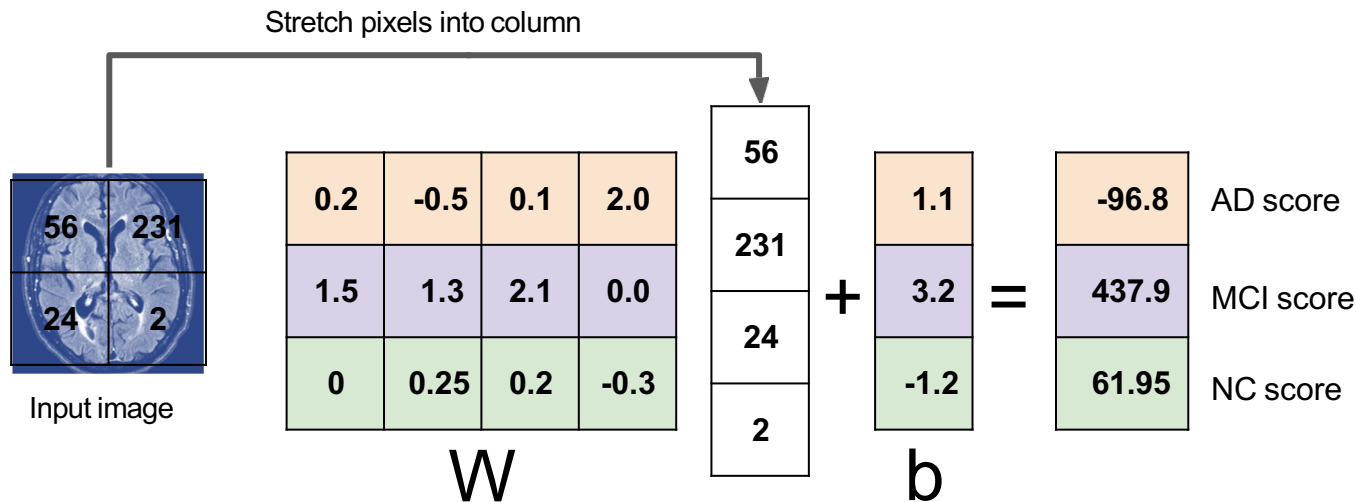 Stretch pixels into column
56 231
24 2
Input image
0.2 -0.5 0.1 2.0
1.5 1.3 2.1 0.0
0 0.25 0.2 -0.3
W
56
231
24
2
+
1.1
3.2
-1.2
b
=
-96.8 AD score
437.9 MCI score
61.95 NC score